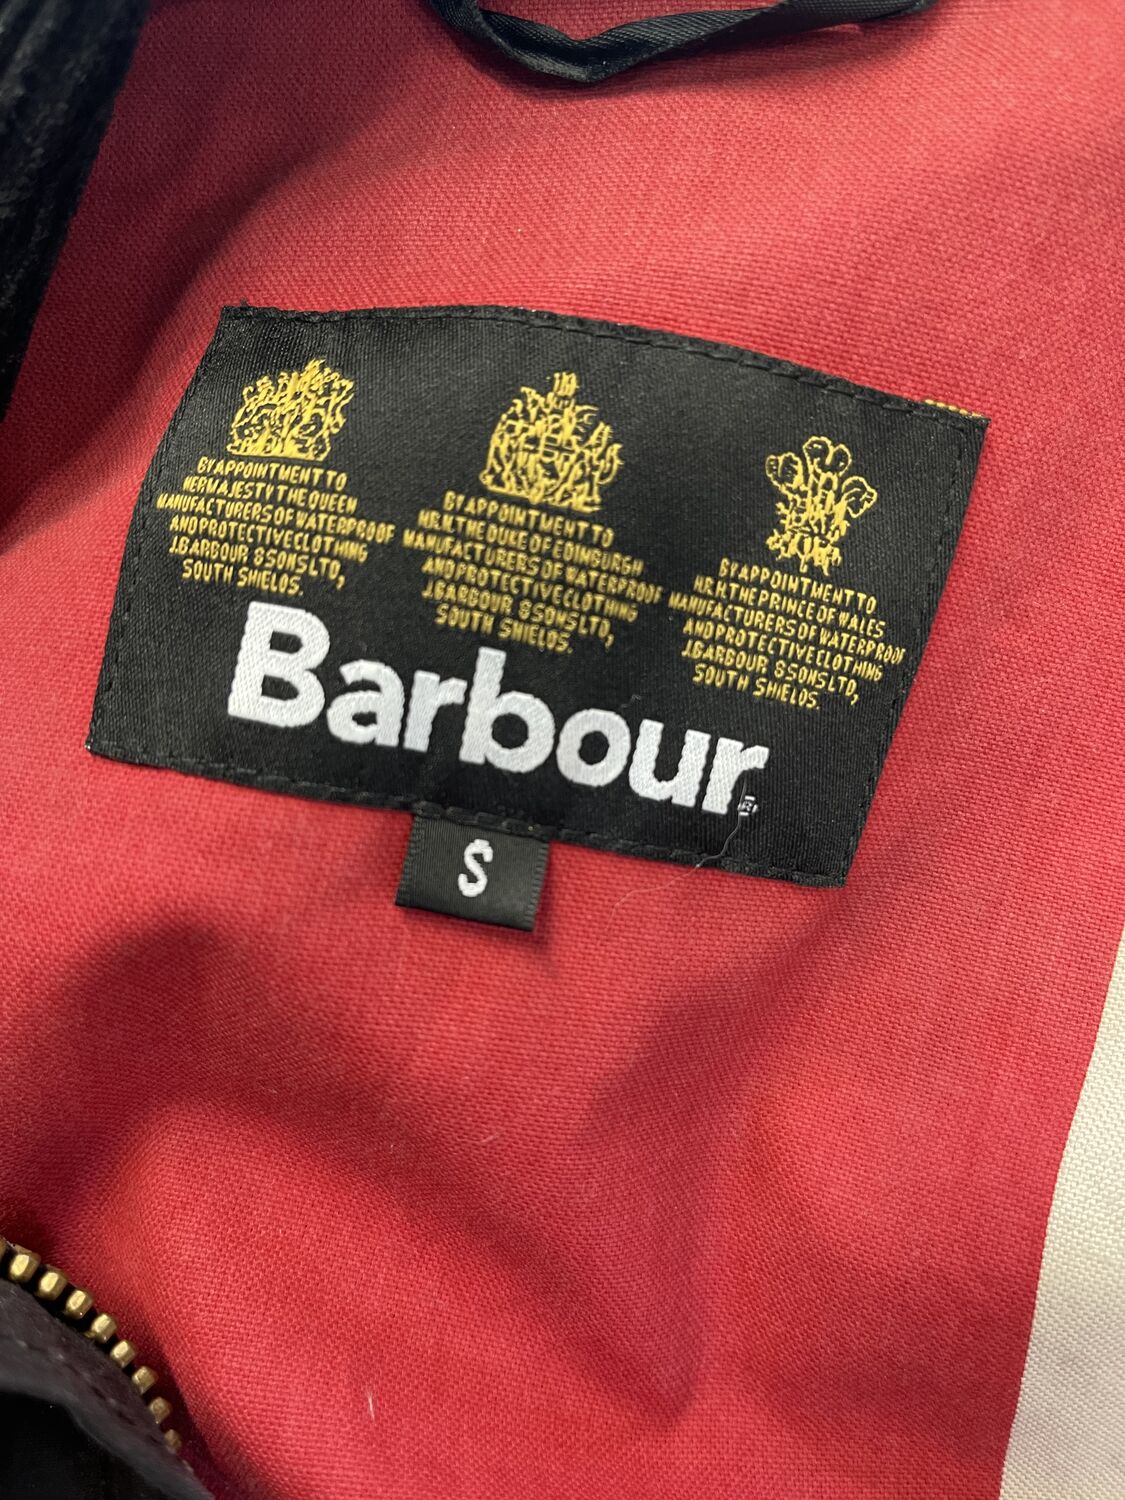 BY APPOINTMENT TO
HER MAJESTY THE QUEEN
MANUFACTURERS OF WATERPROOF
AND PROTECTIVE CLOTHING
J.BARBOUR & SONS LTD,
SOUTH SHIELDS.
BY APPOINTMENT TO
H.R.H. THE DUKE OF EDINBURGH
MANUFACTURERS OF WATERPROOF
AND PROTECTIVE CLOTHING
J.BARBOUR & SONS LTD,
SOUTH SHIELDS.
BY APPOINTMENT TO
H.R.H. THE PRINCE OF WALES
MANUFACTURERS OF WATERPROOF
AND PROTECTIVE CLOTHING
J.BARBOUR & SONS LTD,
SOUTH SHIELDS.
Barbour®
S